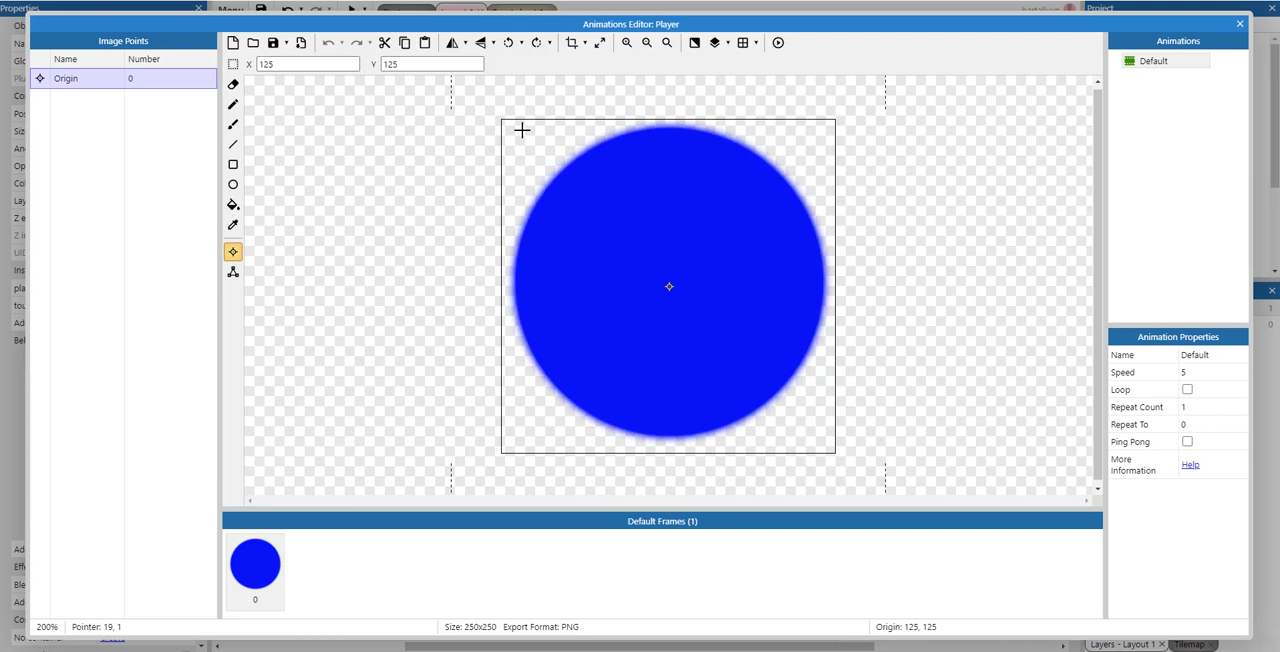 Properties
Menu
Project
Animations Editor: Player
Image Points
Name Number
Origin 0
X 125 Y 125
Animations
Default
Animation Properties
Name Default
Speed 5
Loop
Repeat Count 1
Repeat To 0
Ping Pong
More
Information Help
Default Frames (1)
0
200% Pointer: 19, 1 Size: 250x250 Export Format: PNG Origin: 125, 125
Layers - Layout 1 Tilemap